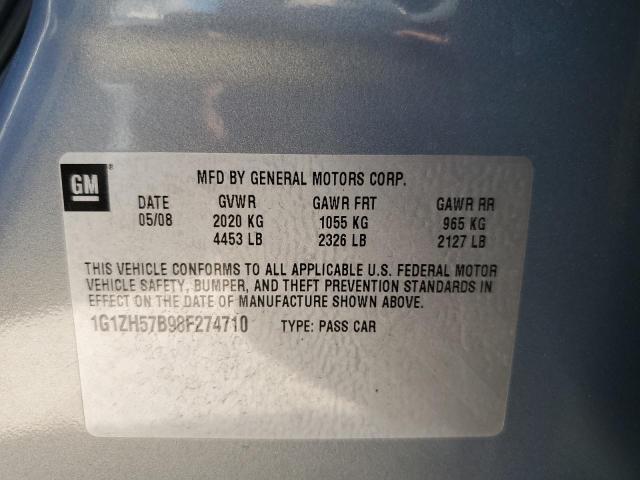 GM®
MFD BY GENERAL MOTORS CORP.
DATE GVWR GAWR FRT GAWR RR
05/08 2020 KG 1055 KG 965 KG
4453 LB 2326 LB 2127 LB
THIS VEHICLE CONFORMS TO ALL APPLICABLE U.S. FEDERAL MOTOR
VEHICLE SAFETY, BUMPER, AND THEFT PREVENTION STANDARDS IN
EFFECT ON THE DATE OF MANUFACTURE SHOWN ABOVE.
1G1ZH57B98F274710 TYPE: PASS CAR